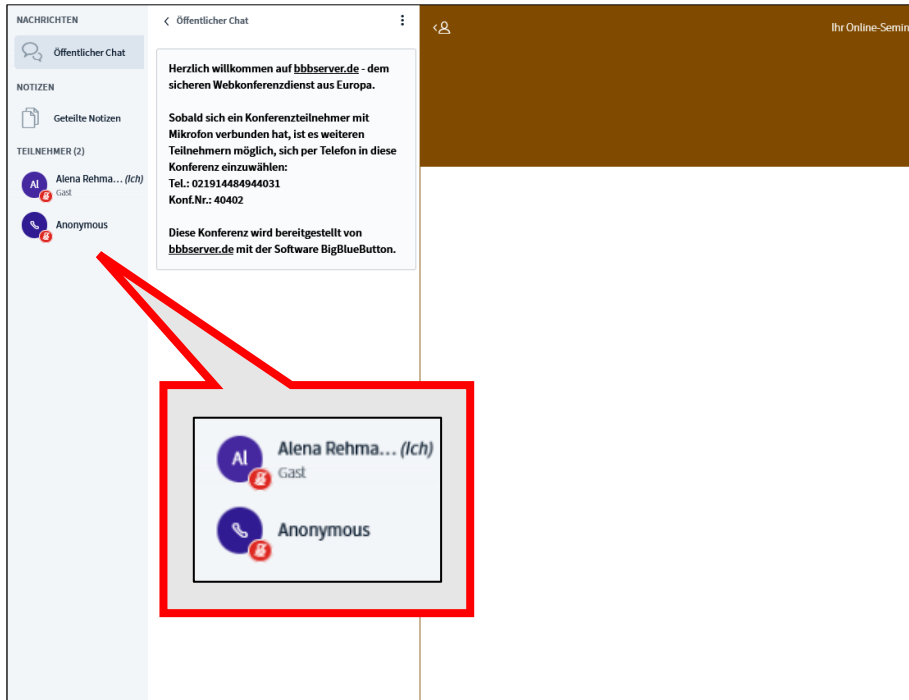 NACHRICHTEN
Öffentlicher Chat
NOTIZEN
Geteilte Notizen
TEILNEHMER (2)
Al
Alena Rehma... (Ich)
Gast
Anonymous
Öffentlicher Chat
Herzlich willkommen auf bbbserver.de - dem
sicheren Webkonferenzdienst aus Europa.
Sobald sich ein Konferenzteilnehmer mit
Mikrofon verbunden hat, ist es weiteren
Teilnehmern möglich, sich per Telefon in diese
Konferenz einzuwählen:
Tel.: 021914484944031
Konf.Nr.: 40402
Diese Konferenz wird bereitgestellt von
bbbserver.de mit der Software BigBlueButton.
Ihr Online-Semin
Al
Alena Rehma... (Ich)
Gast
Anonymous